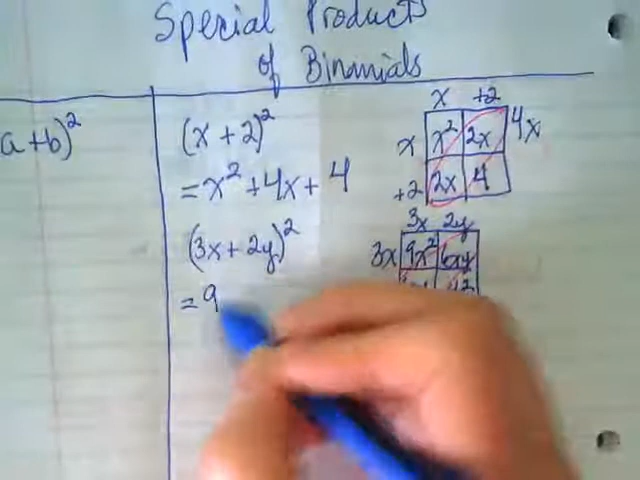 Special Products
of Binamials
a + b)²
(x + 2)²
= x² + 4x + 4
(3x + 2y)²
= 9
x +2
x x² 2x 4x
+2 2x 4
3x 2y
3x 9x² 6xy